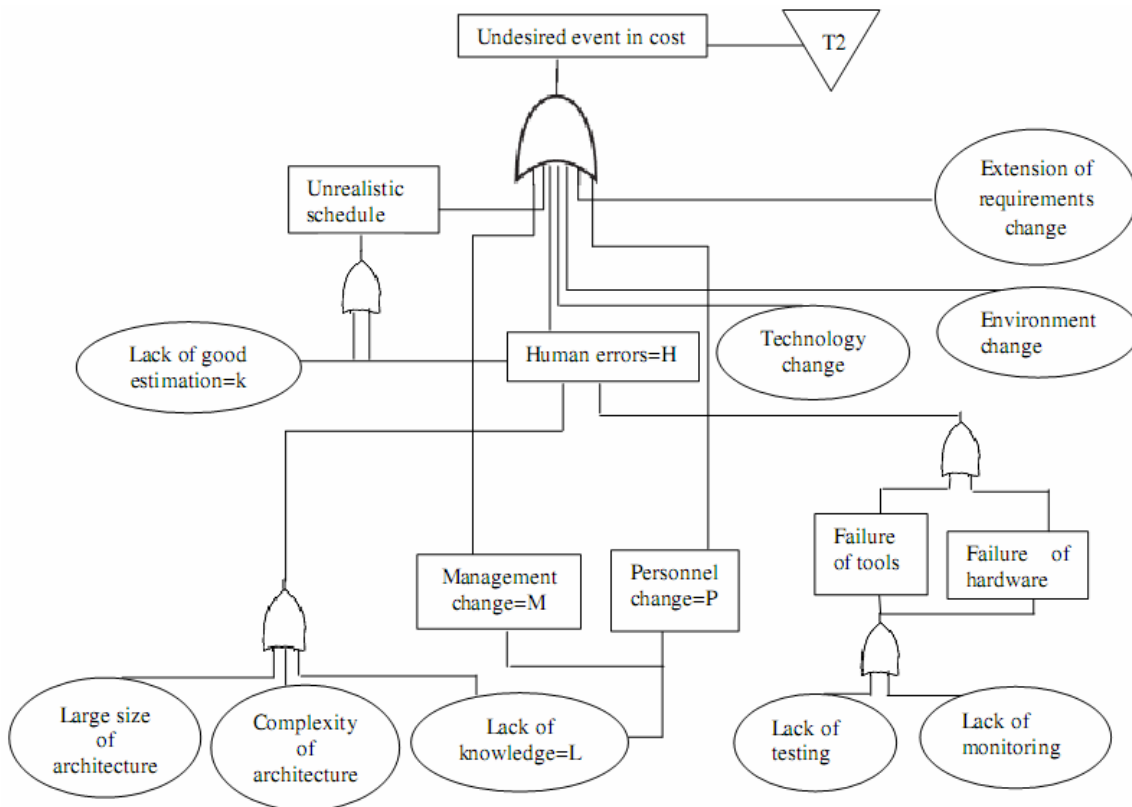 Undesired event in cost
T2
Unrealistic
schedule
Extension of
requirements
change
Lack of good
estimation=k
Human errors=H
Technology
change
Environment
change
Failure
of tools
Failure of
hardware
Management
change=M
Personnel
change=P
Large size
of
architecture
Complexity
of
architecture
Lack of
knowledge=L
Lack of
testing
Lack of
monitoring